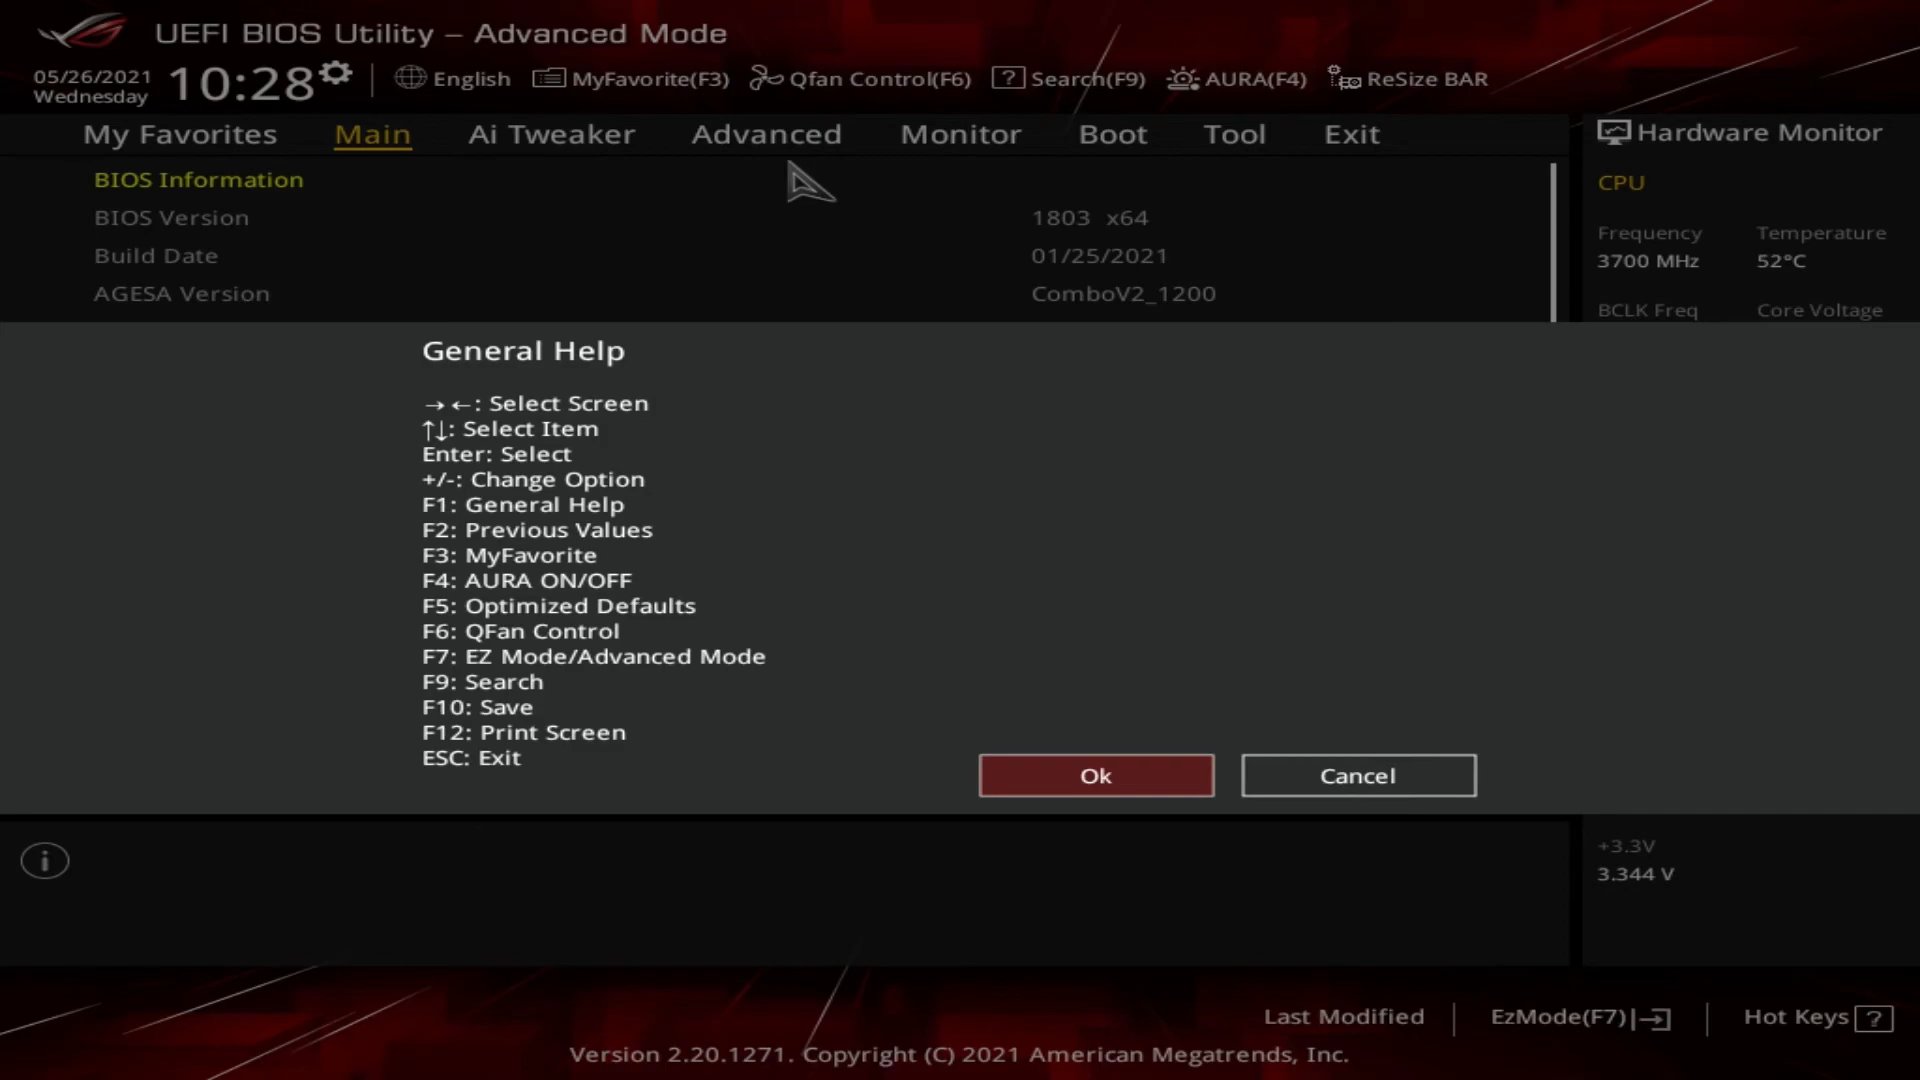 UEFI BIOS Utility – Advanced Mode
05/26/2021
Wednesday
10:28
English
MyFavorite(F3)
Qfan Control(F6)
? Search(F9)
AURA(F4)
ReSize BAR
My Favorites
Main
Ai Tweaker
Advanced
Monitor
Boot
Tool
Exit
Hardware Monitor
BIOS Information
BIOS Version 1803 x64
Build Date 01/25/2021
AGESA Version ComboV2_1200
CPU
Frequency Temperature
3700 MHz 52°C
BCLK Freq Core Voltage
General Help
→←: Select Screen
↑↓: Select Item
Enter: Select
+/-: Change Option
F1: General Help
F2: Previous Values
F3: MyFavorite
F4: AURA ON/OFF
F5: Optimized Defaults
F6: QFan Control
F7: EZ Mode/Advanced Mode
F9: Search
F10: Save
F12: Print Screen
ESC: Exit
Ok
Cancel
i
+3.3V
3.344 V
Last Modified
EzMode(F7)
Hot Keys ?
Version 2.20.1271. Copyright (C) 2021 American Megatrends, Inc.